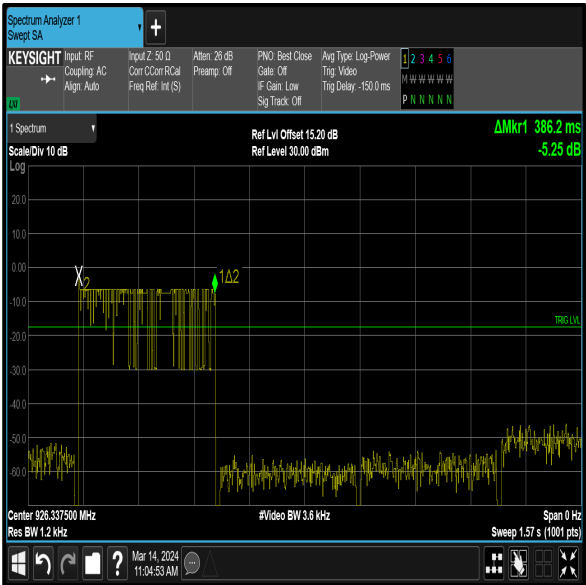 Spectrum Analyzer 1
Swept SA
+
KEYSIGHT
Input: RF
Coupling: AC
Align: Auto
Input Z: 50 Ω
Corr CCorr RCal
Freq Ref: Int (S)
Atten: 26 dB
Preamp: Off
PNO: Best Close
Gate: Off
IF Gain: Low
Sig Track: Off
Avg Type: Log-Power
Trig: Video
Trig Delay: -150.0 ms
1 2 3 4 5 6
M W W W W W
P N N N N N
LXI
1 Spectrum
Scale/Div 10 dB
Ref Lvl Offset 15.20 dB
Ref Level 30.00 dBm
ΔMkr1 386.2 ms
-5.25 dB
Log
20.0
10.0
0.00
-10.0
-20.0
-30.0
-40.0
-50.0
-60.0
X2
1Δ2
TRIG LVL
Center 926.337500 MHz
#Video BW 3.6 kHz
Span 0 Hz
Res BW 1.2 kHz
Sweep 1.57 s (1001 pts)
?
Mar 14, 2024
11:04:53 AM